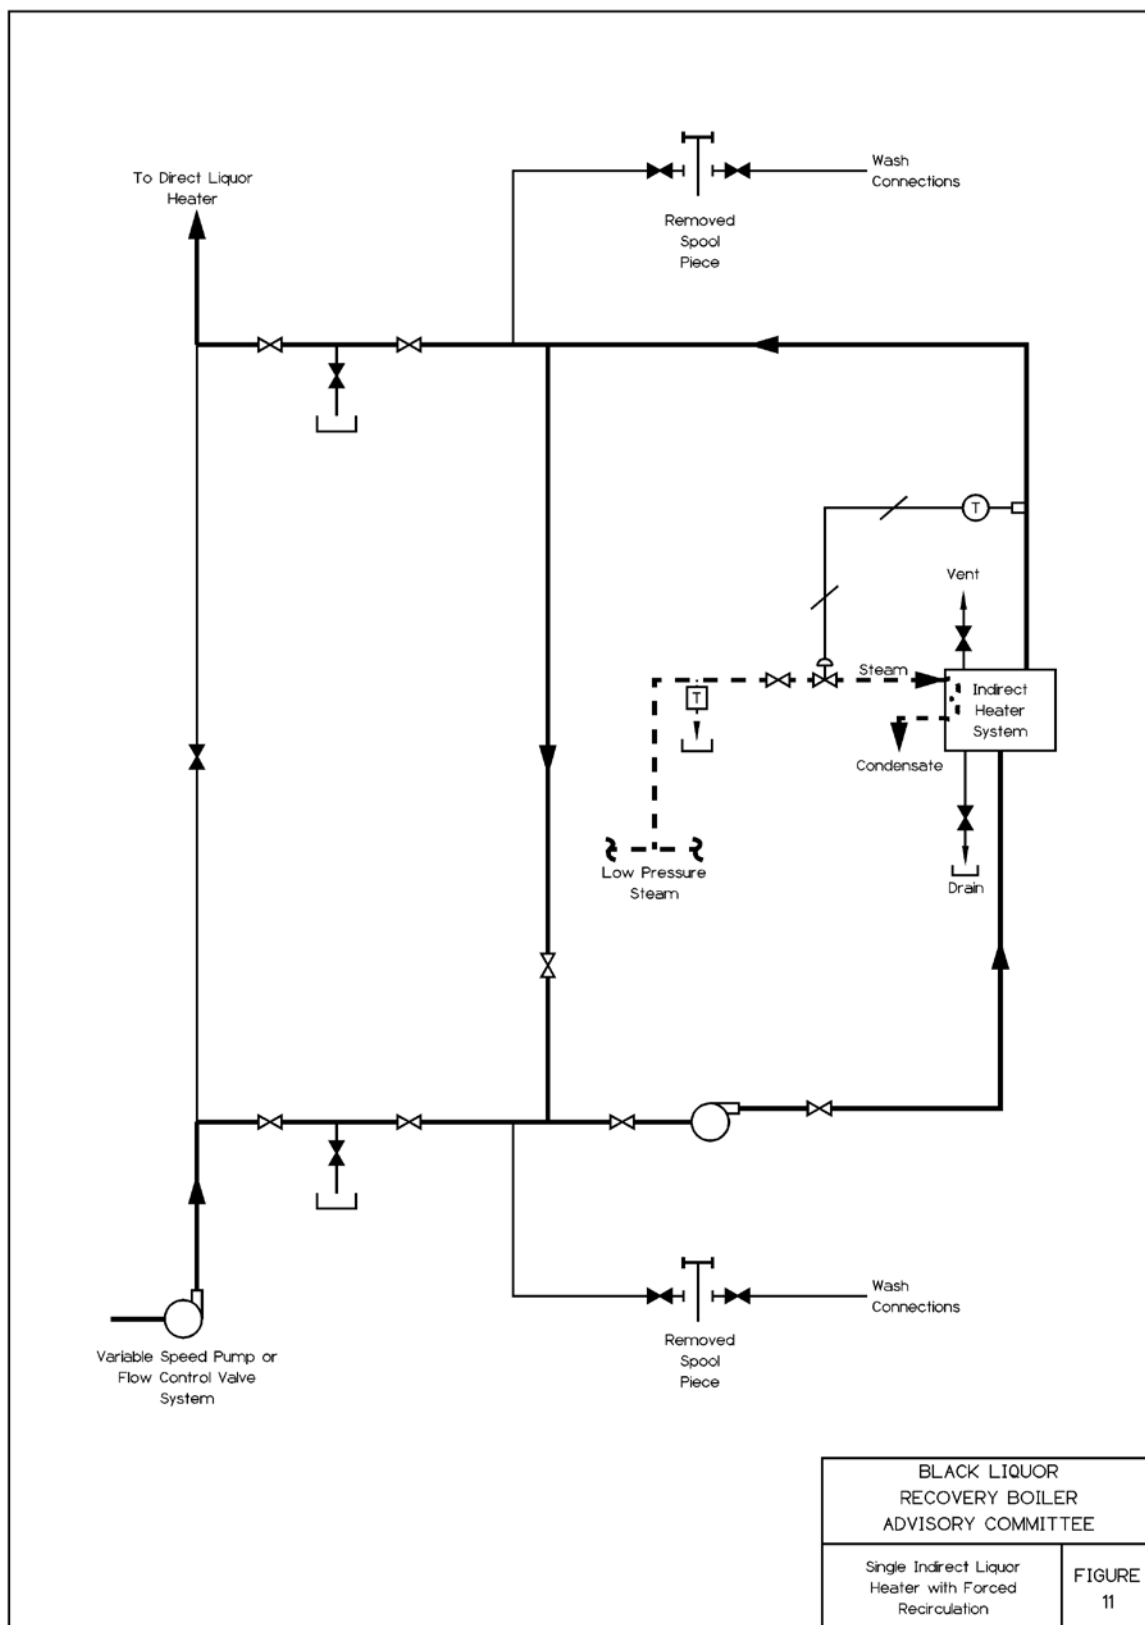 To Direct Liquor
Heater
Wash
Connections
Removed
Spool
Piece
T
Vent
Steam
T
Indirect
Heater
System
Condensate
Low Pressure
Steam
Drain
Wash
Connections
Removed
Spool
Piece
Variable Speed Pump or
Flow Control Valve
System
BLACK LIQUOR
RECOVERY BOILER
ADVISORY COMMITTEE
Single Indirect Liquor
Heater with Forced
Recirculation
FIGURE
11